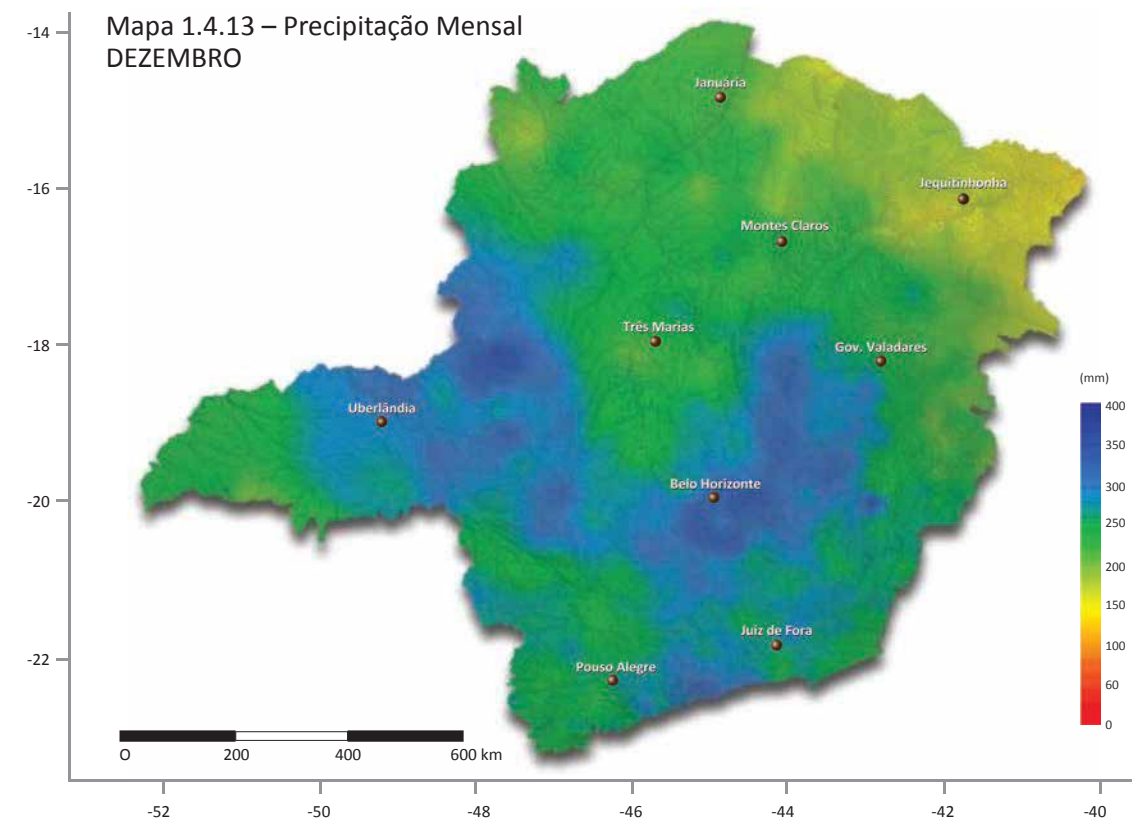 Mapa 1.4.13 – Precipitação Mensal
DEZEMBRO
-14
-16
-18
-20
-22
Januária
Jequitinhonha
Montes Claros
Três Marias
Gov. Valadares
Uberlândia
Belo Horizonte
Juiz de Fora
Pouso Alegre
(mm)
400
350
300
250
200
150
100
60
0
O 200 400 600 km
-52 -50 -48 -46 -44 -42 -40